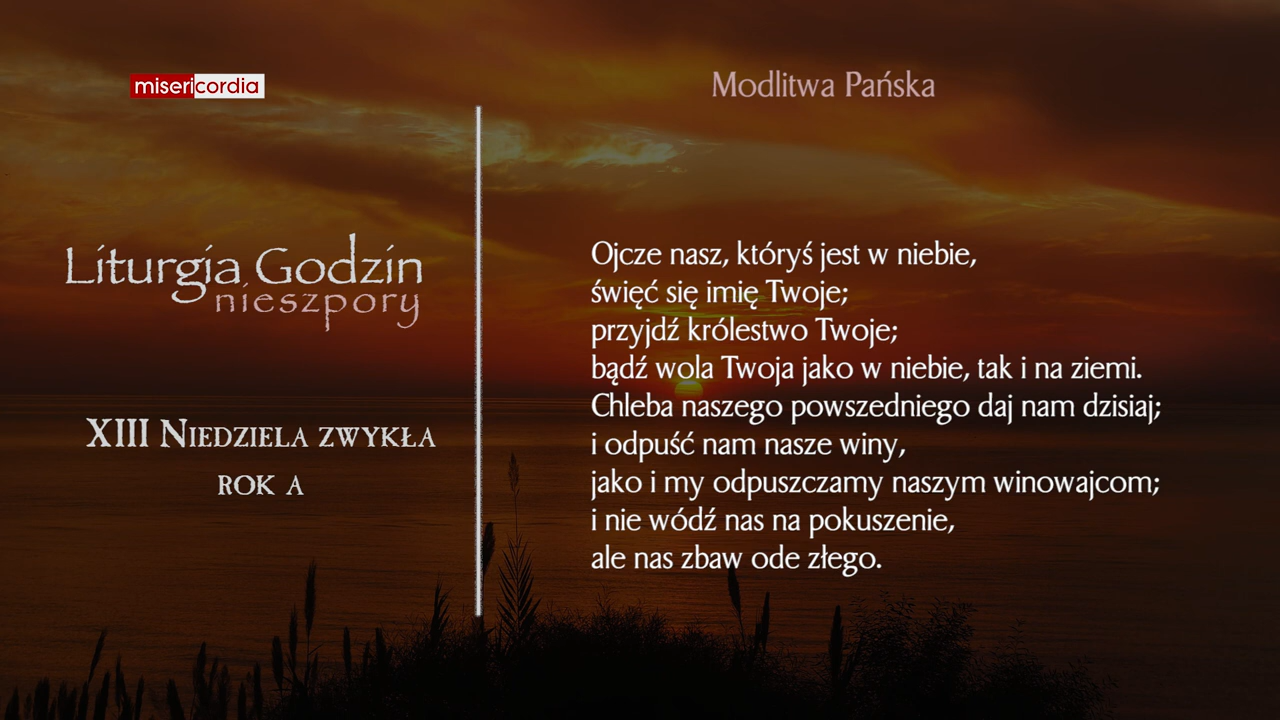 misericordia
Liturgia Godzin
nieszpory
XIII Niedziela zwykła
rok A
Modlitwa Pańska
Ojcze nasz, któryś jest w niebie,
święć się imię Twoje;
przyjdź królestwo Twoje;
bądź wola Twoja jako w niebie, tak i na ziemi.
Chleba naszego powszedniego daj nam dzisiaj;
i odpuść nam nasze winy,
jako i my odpuszczamy naszym winowajcom;
i nie wódź nas na pokuszenie,
ale nas zbaw ode złego.